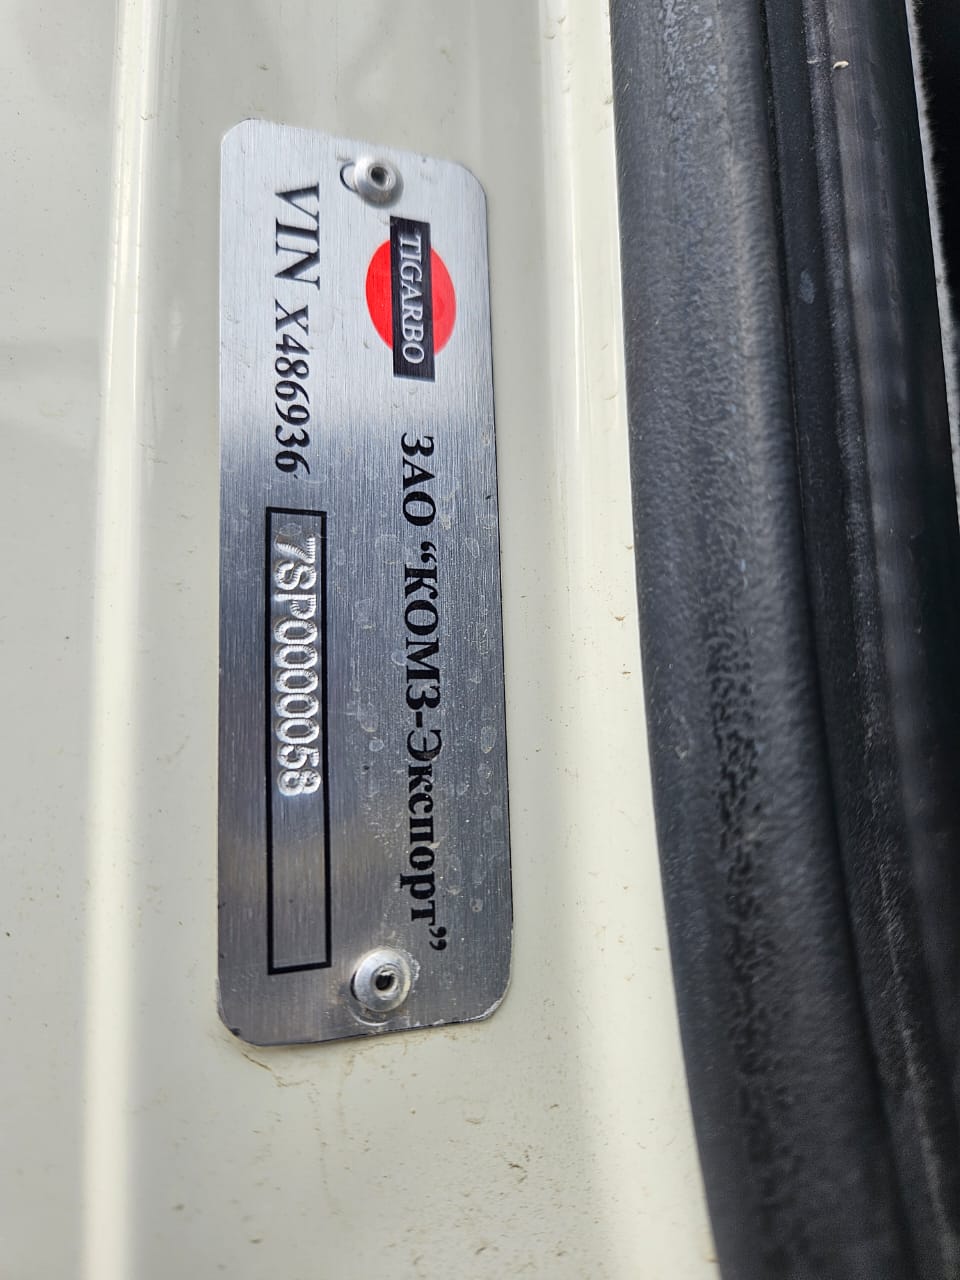 TIGARBO
ЗАО “КОМЗ-Экспорт”
VIN X486936 7SP0000058